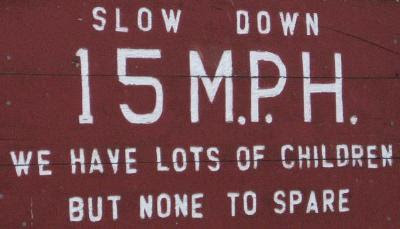 SLOW DOWN
15 M.P.H.
WE HAVE LOTS OF CHILDREN
BUT NONE TO SPARE